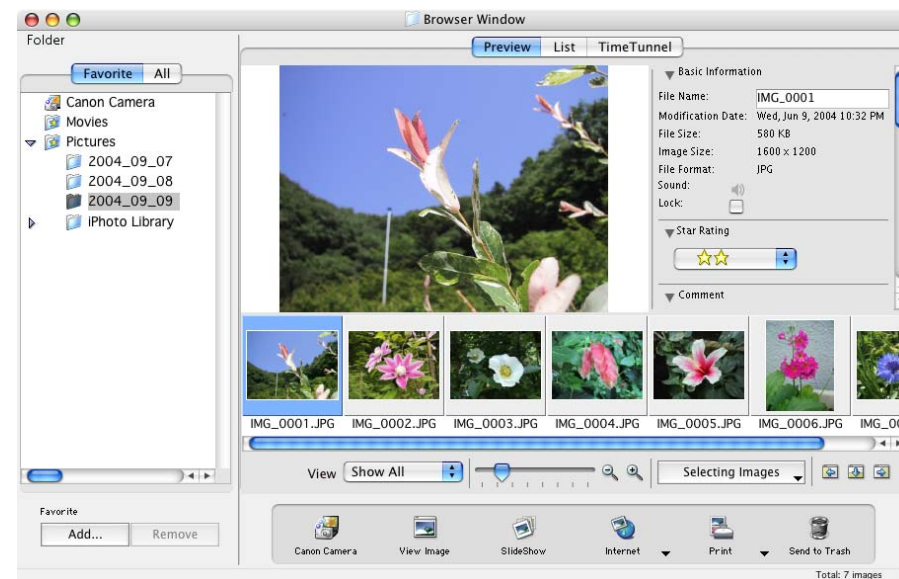 Browser Window
Folder
Favorite All
Canon Camera
Movies
Pictures
2004_09_07
2004_09_08
2004_09_09
iPhoto Library
Favorite
Add... Remove
Preview List TimeTunnel
Basic Information
File Name: IMG_0001
Modification Date: Wed, Jun 9, 2004 10:32 PM
File Size: 580 KB
Image Size: 1600 x 1200
File Format: JPG
Sound:
Lock:
Star Rating
Comment
IMG_0001.JPG IMG_0002.JPG IMG_0003.JPG IMG_0004.JPG IMG_0005.JPG IMG_0006.JPG IMG_00
View Show All Selecting Images
Canon Camera View Image SlideShow Internet Print Send to Trash
Total: 7 images